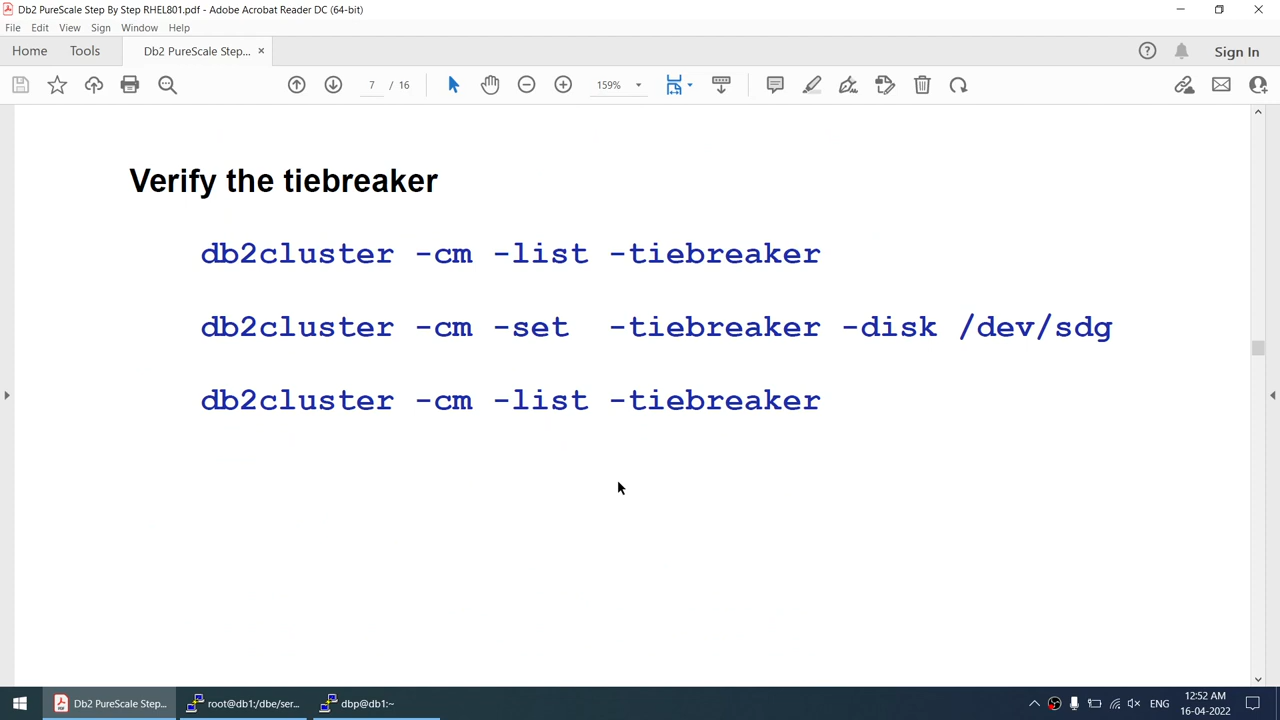 Db2 PureScale Step By Step RHEL801.pdf - Adobe Acrobat Reader DC (64-bit)
File Edit View Sign Window Help
Home Tools Db2 PureScale Step... × Sign In
7 / 16 159%
Verify the tiebreaker
db2cluster -cm -list -tiebreaker
db2cluster -cm -set -tiebreaker -disk /dev/sdg
db2cluster -cm -list -tiebreaker
Db2 PureScale Step... root@db1:/dbe/ser... dbp@db1:~ ENG 12:52 AM
16-04-2022